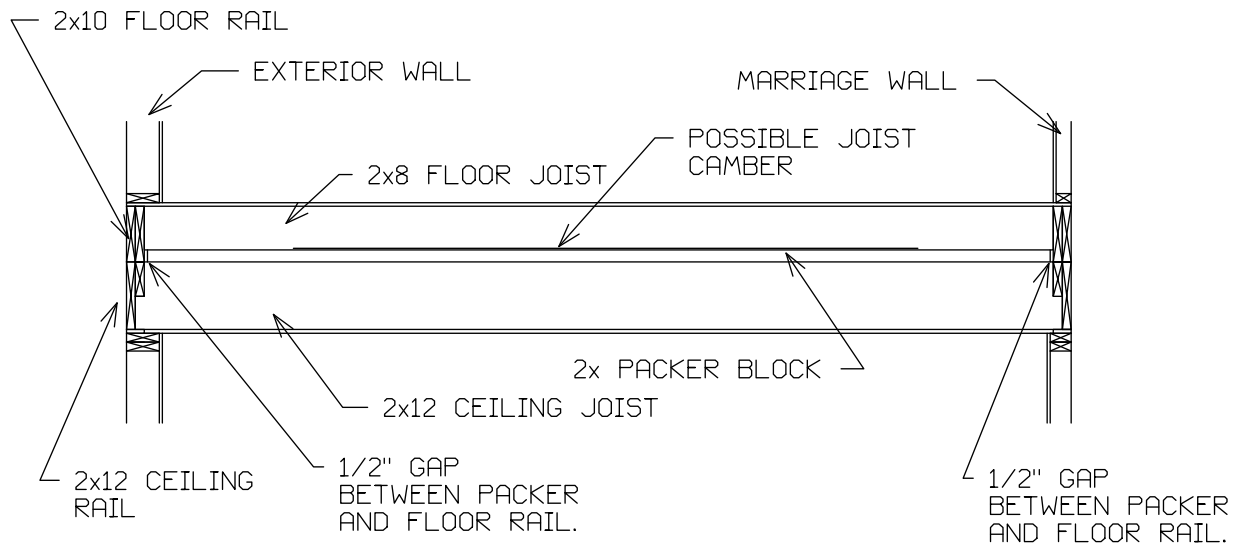 2x10 FLOOR RAIL
EXTERIOR WALL
MARRIAGE WALL
POSSIBLE JOIST
CAMBER
2x8 FLOOR JOIST
2x PACKER BLOCK
2x12 CEILING JOIST
2x12 CEILING
RAIL
1/2" GAP
BETWEEN PACKER
AND FLOOR RAIL.
1/2" GAP
BETWEEN PACKER
AND FLOOR RAIL.